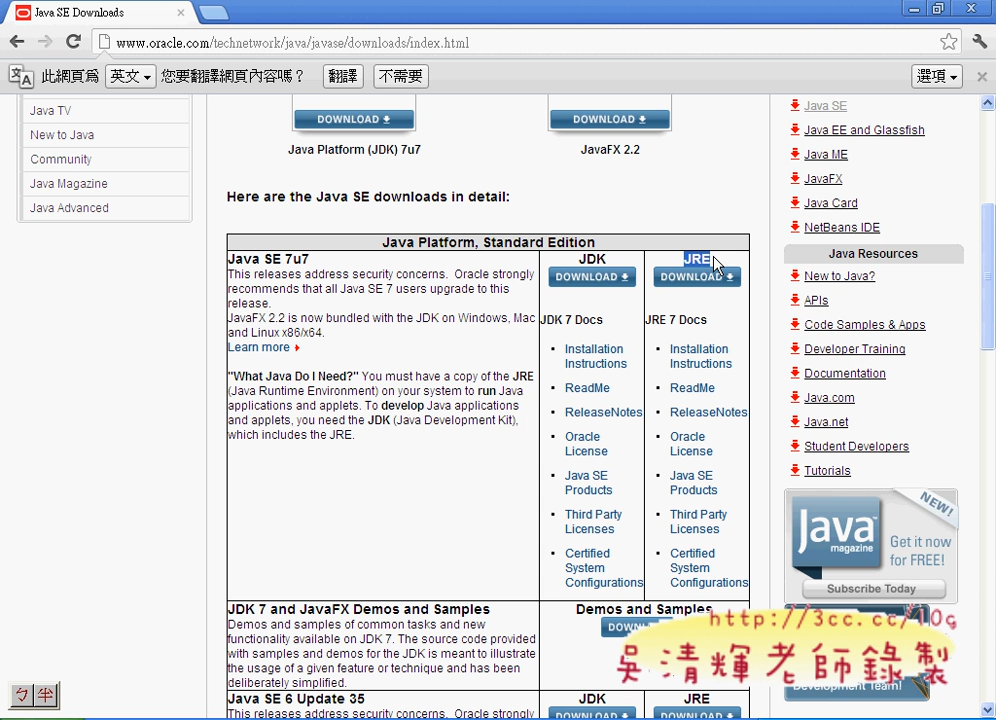 Java SE Downloads
www.oracle.com/technetwork/java/javase/downloads/index.html
此網頁為 英文 您要翻譯網頁內容嗎? 翻譯 不需要 選項
Java TV
New to Java
Community
Java Magazine
Java Advanced
DOWNLOAD DOWNLOAD
Java Platform (JDK) 7u7 JavaFX 2.2
Here are the Java SE downloads in detail:
Java Platform, Standard Edition
Java SE 7u7
This releases address security concerns. Oracle strongly
recommends that all Java SE 7 users upgrade to this
release.
JavaFX 2.2 is now bundled with the JDK on Windows, Mac
and Linux x86/x64.
Learn more
"What Java Do I Need?" You must have a copy of the JRE
(Java Runtime Environment) on your system to run Java
applications and applets. To develop Java applications
and applets, you need the JDK (Java Development Kit),
which includes the JRE.
JDK
DOWNLOAD
JDK 7 Docs
Installation
Instructions
ReadMe
ReleaseNotes
Oracle
License
Java SE
Products
Third Party
Licenses
Certified
System
Configurations
JRE
DOWNLOAD
JRE 7 Docs
Installation
Instructions
ReadMe
ReleaseNotes
Oracle
License
Java SE
Products
Third Party
Licenses
Certified
System
Configurations
JDK 7 and JavaFX Demos and Samples
Demos and samples of common tasks and new
functionality available on JDK 7. The source code provided
with samples and demos for the JDK is meant to illustrate
the usage of a given feature or technique and has been
deliberately simplified.
Demos and Samples
Java SE 6 Update 35
This releases address security concerns. Oracle strongly
JDK
DOWNLOAD
JRE
DOWNLOAD
Java SE
Java EE and Glassfish
Java ME
JavaFX
Java Card
NetBeans IDE
Java Resources
New to Java?
APIs
Code Samples & Apps
Developer Training
Documentation
Java.com
Java.net
Student Developers
Tutorials
NEW!
Java
magazine
Get it now
for FREE!
Subscribe Today
Development Team!
http://3cc.cc/10g
吳清輝老師錄製
ㄅ 半